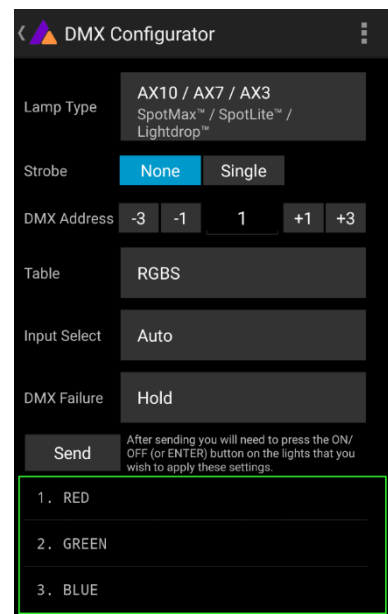 DMX Configurator
Lamp Type
AX10 / AX7 / AX3
SpotMax™ / SpotLite™ /
Lightdrop™
Strobe None Single
DMX Address -3 -1 1 +1 +3
Table RGBS
Input Select Auto
DMX Failure Hold
Send
After sending you will need to press the ON/
OFF (or ENTER) button on the lights that you
wish to apply these settings.
1. RED
2. GREEN
3. BLUE